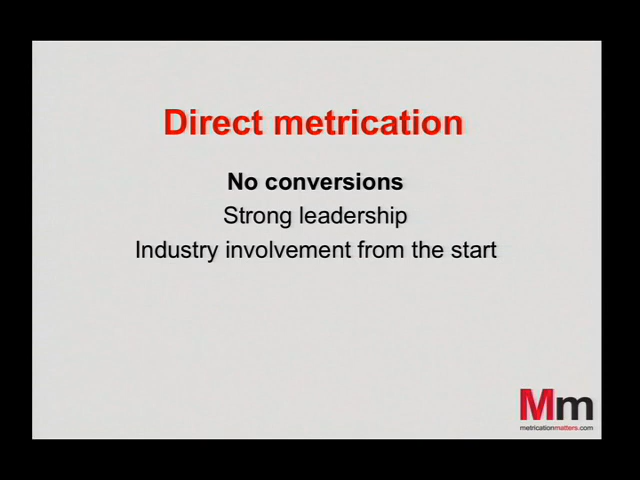 Direct metrication
No conversions
Strong leadership
Industry involvement from the start
Mm
metricationmatters.com